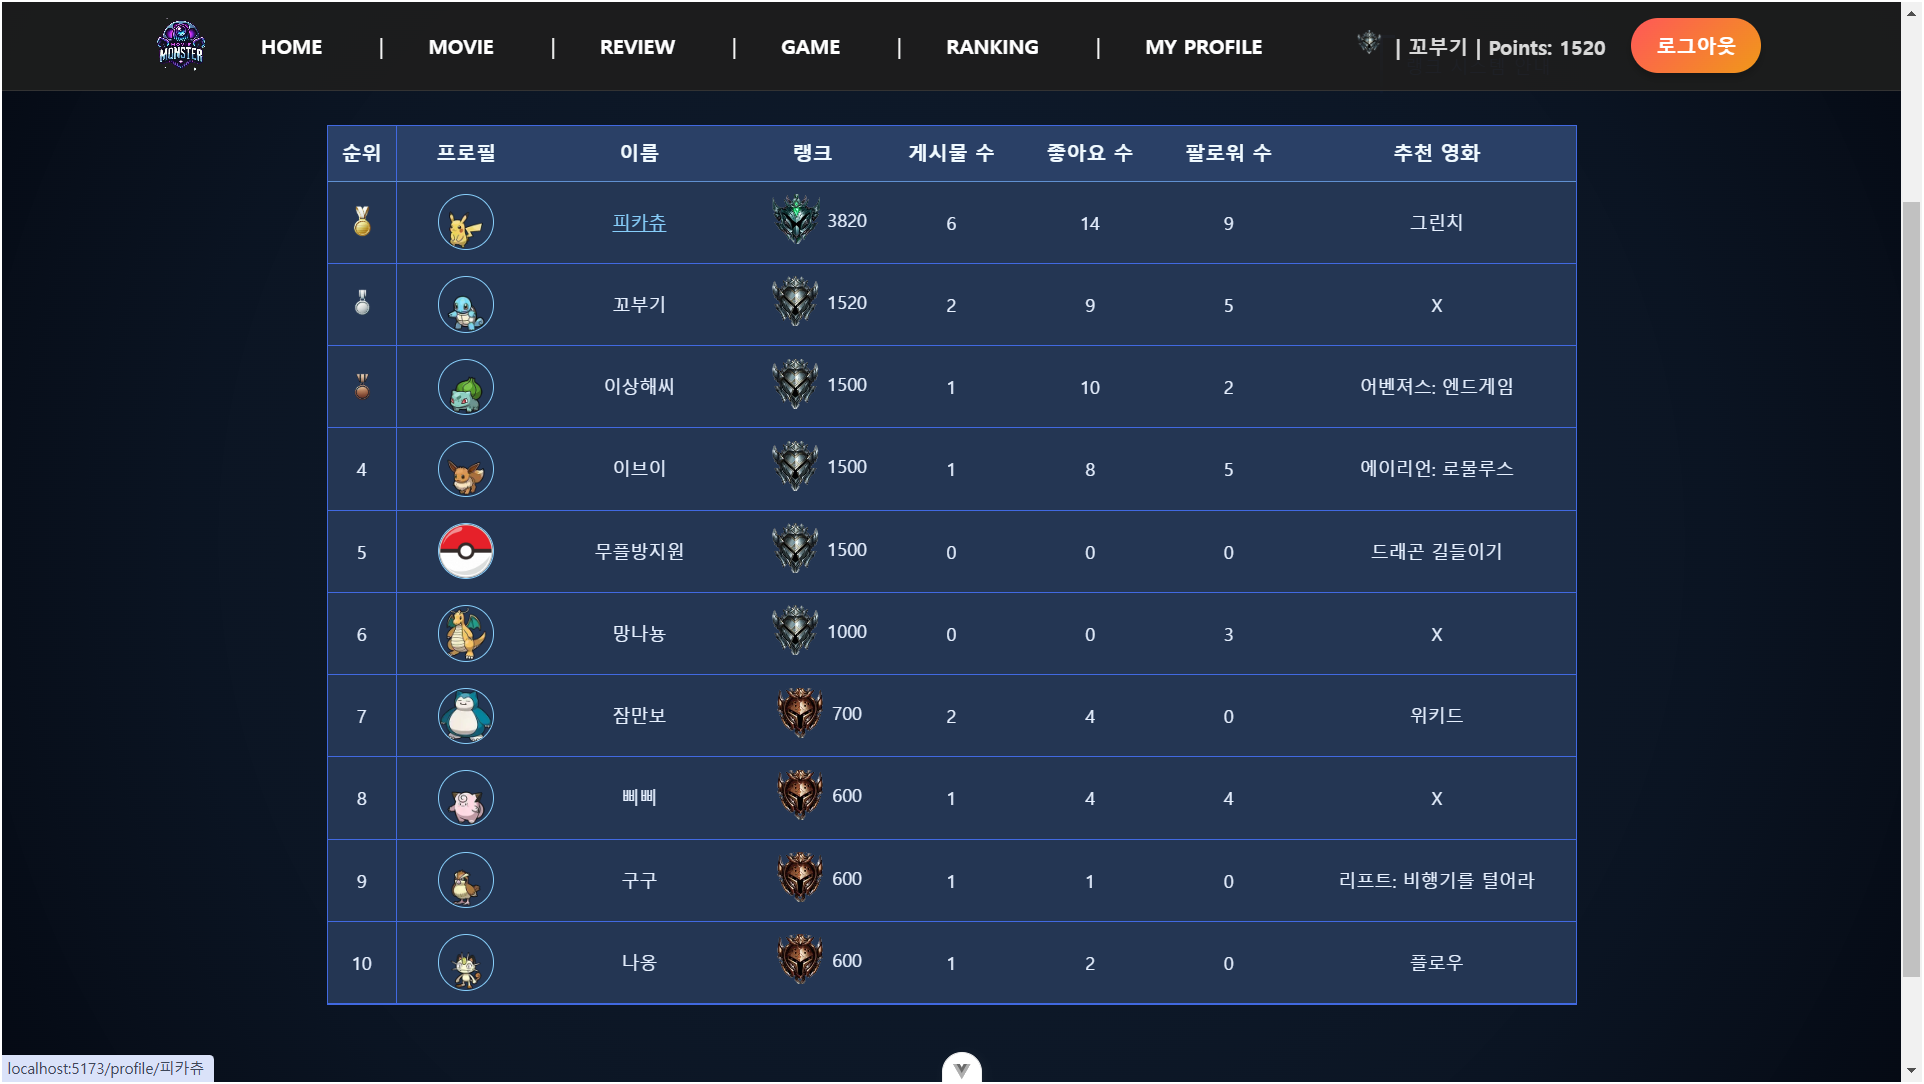 MONSTER HOME | MOVIE | REVIEW | GAME | RANKING | MY PROFILE | 꼬부기 | Points: 1520 로그아웃
순위 프로필 이름 랭크 게시물 수 좋아요 수 팔로워 수 추천 영화
피카츄 3820 6 14 9 그린치
꼬부기 1520 2 9 5 X
이상해씨 1500 1 10 2 어벤져스: 엔드게임
4 이브이 1500 1 8 5 에이리언: 로물루스
5 무플방지원 1500 0 0 0 드래곤 길들이기
6 망나뇽 1000 0 0 3 X
7 잠만보 700 2 4 0 위키드
8 삐삐 600 1 4 4 X
9 구구 600 1 1 0 리프트: 비행기를 털어라
10 나옹 600 1 2 0 플로우
localhost:5173/profile/피카츄